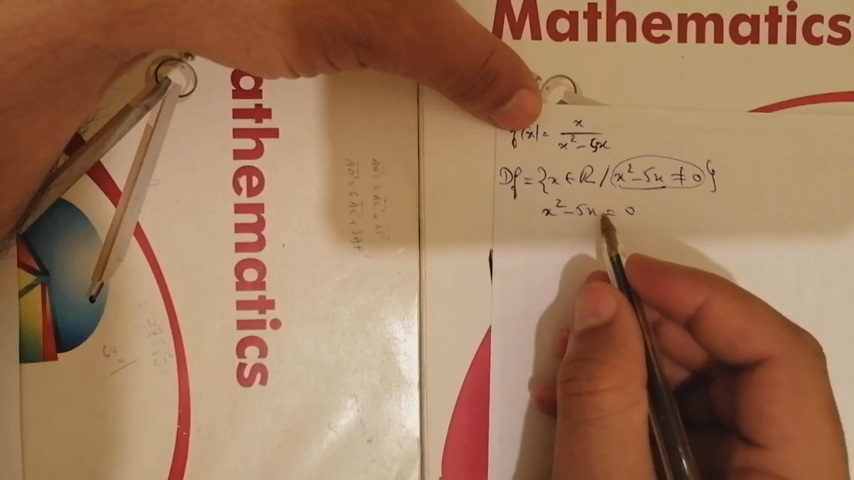 Mathematics
athematics
f(x) = x / x² - 5x
Df = {x ∈ R / x² - 5x ≠ 0}
x² - 5x = 0